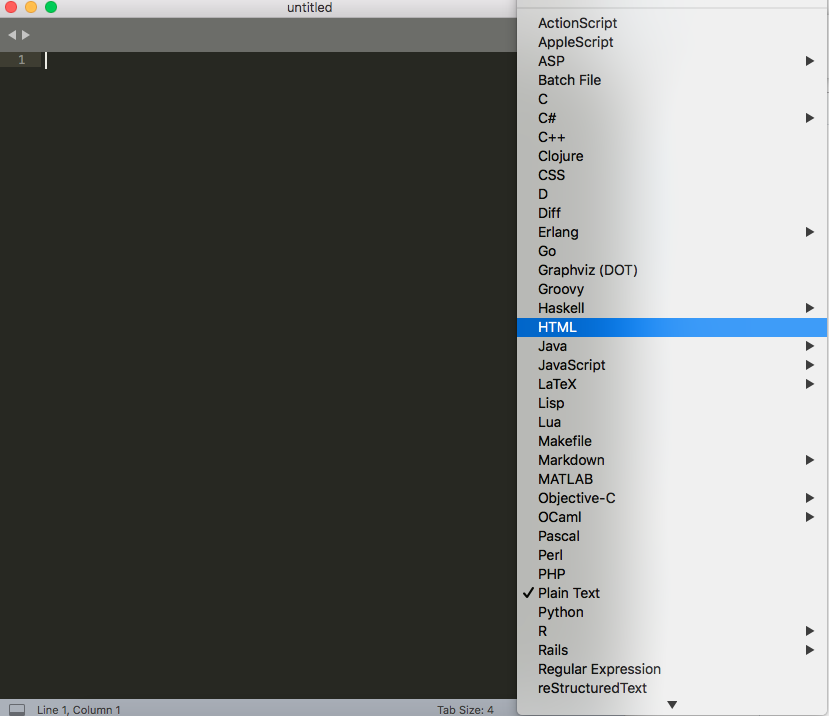 untitled
1
ActionScript
AppleScript
ASP
Batch File
C
C#
C++
Clojure
CSS
D
Diff
Erlang
Go
Graphviz (DOT)
Groovy
Haskell
HTML
Java
JavaScript
LaTeX
Lisp
Lua
Makefile
Markdown
MATLAB
Objective-C
OCaml
Pascal
Perl
PHP
Plain Text
Python
R
Rails
Regular Expression
reStructuredText
Line 1, Column 1
Tab Size: 4